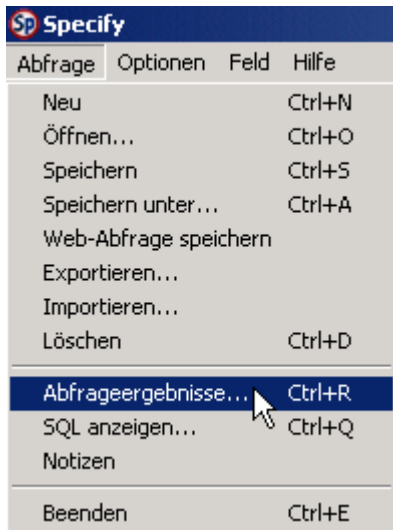 Sp Specify
Abfrage Optionen Feld Hilfe
Neu Ctrl+N
Öffnen... Ctrl+O
Speichern Ctrl+S
Speichern unter... Ctrl+A
Web-Abfrage speichern
Exportieren...
Importieren...
Löschen Ctrl+D
Abfrageergebnisse... Ctrl+R
SQL anzeigen... Ctrl+Q
Notizen
Beenden Ctrl+E